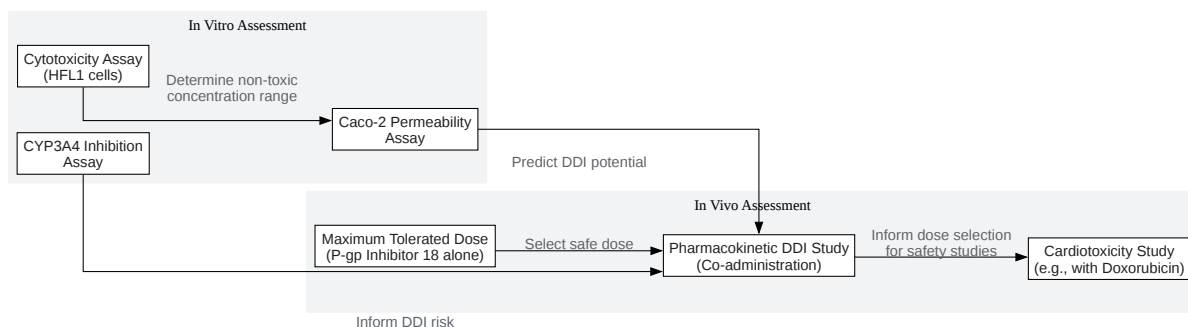 In Vitro Assessment
Cytotoxicity Assay
(HFL1 cells)
Determine non-toxic
concentration range
Caco-2 Permeability
Assay
CYP3A4 Inhibition
Assay
Predict DDI potential
In Vivo Assessment
Maximum Tolerated Dose
(P-gp Inhibitor 18 alone)
Select safe dose
Pharmacokinetic DDI Study
(Co-administration)
Inform dose selection
for safety studies
Cardiotoxicity Study
(e.g., with Doxorubicin)
Inform DDI risk